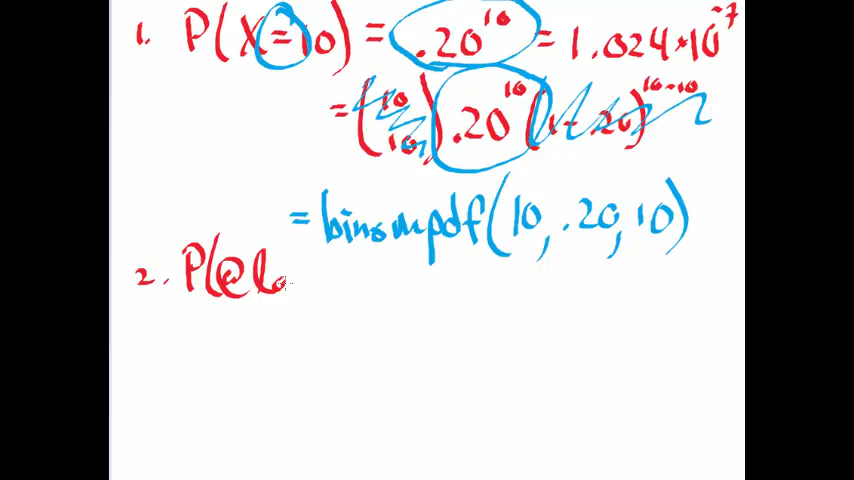 1. P(X=10) = .20^10 = 1.024*10^-7
= (10 10) .20^10 (1-.20)^10-10
= binompdf(10, .20, 10)
2. P(@ l